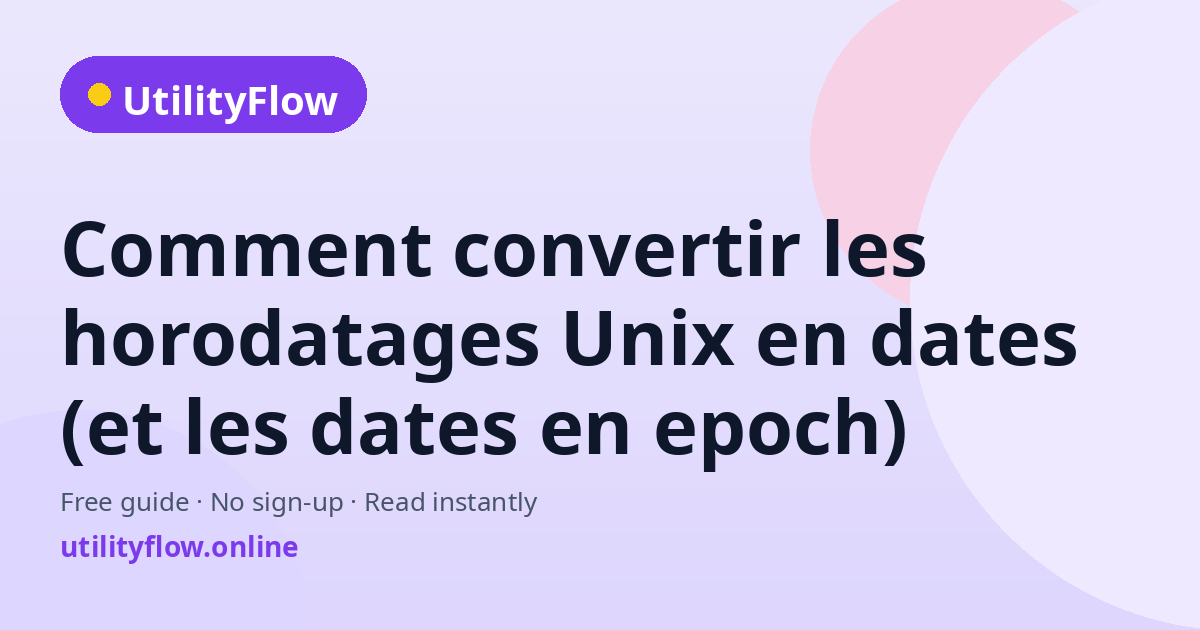 UtilityFlow
Comment convertir les
horodatages Unix en dates
(et les dates en epoch)
Free guide · No sign-up · Read instantly
utilityflow.online